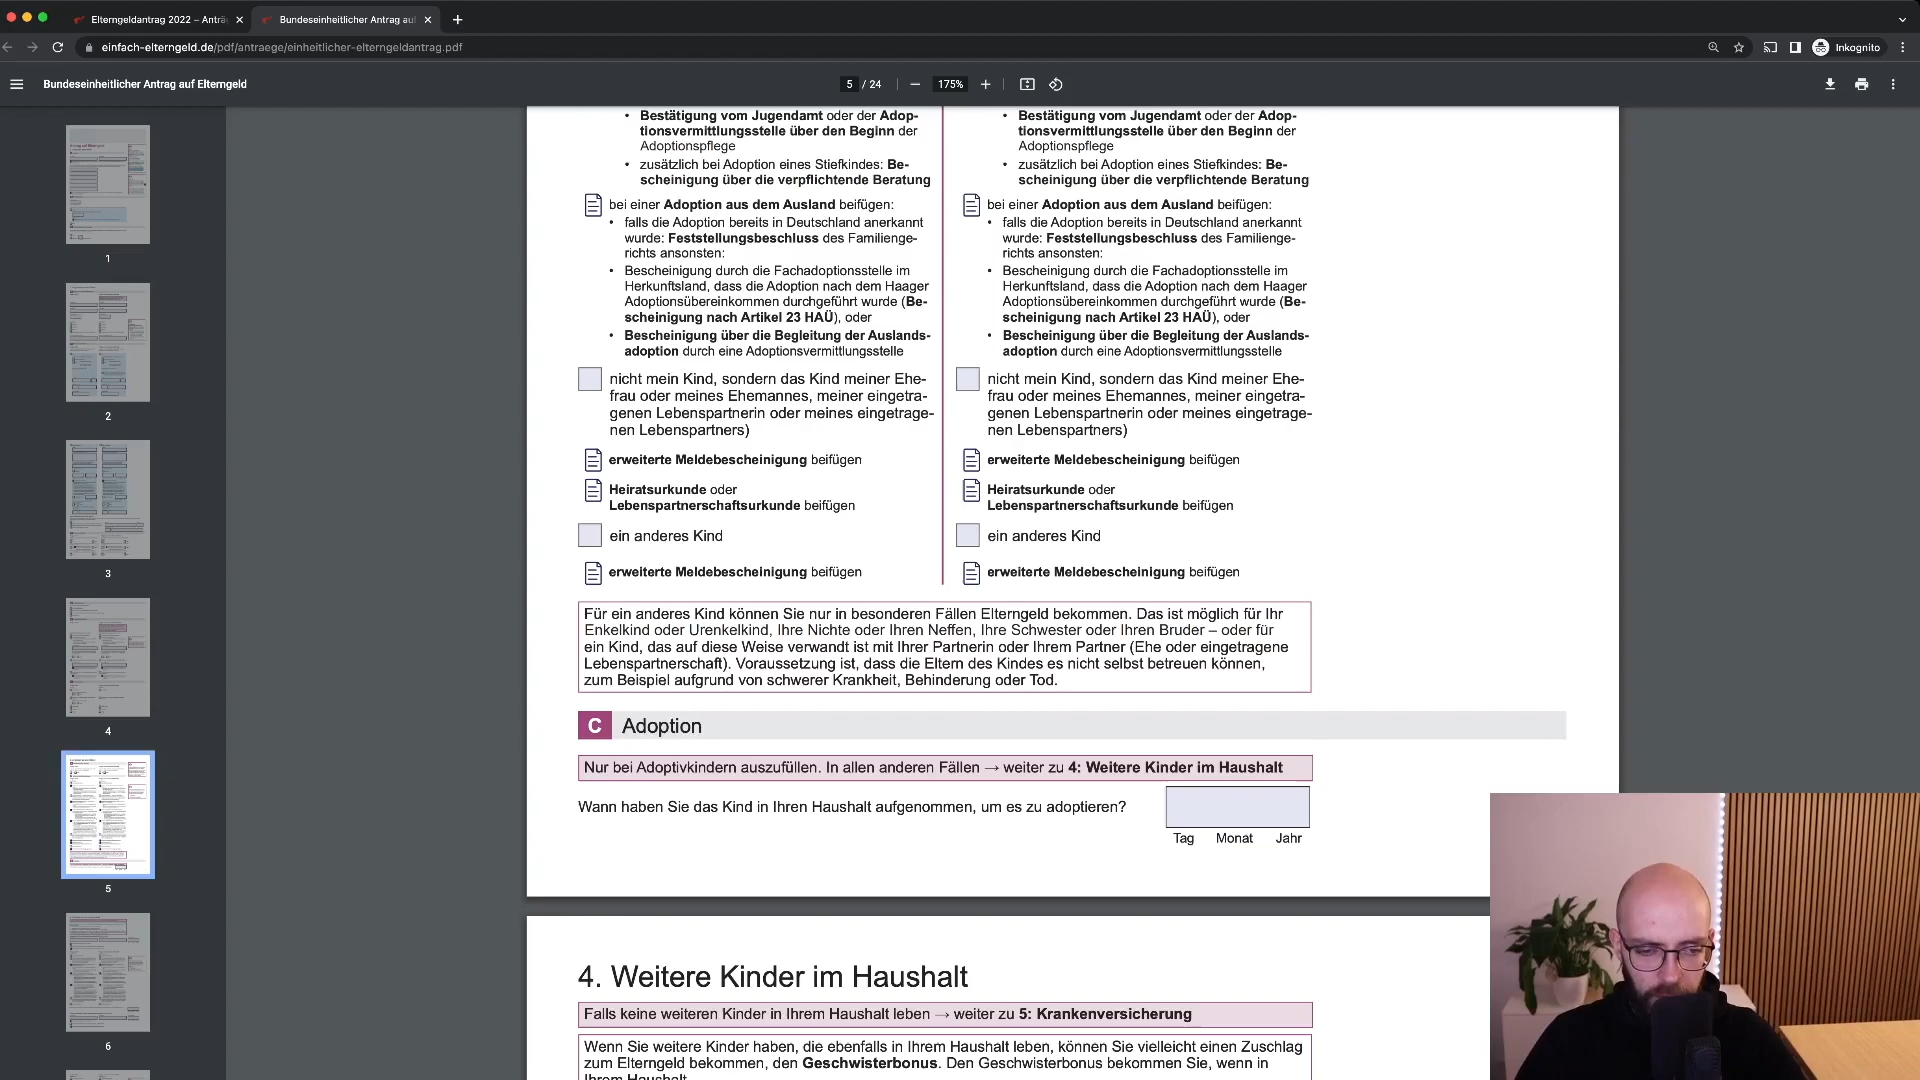 Elterngeldantrag 2022 – Anträg
Bundeseinheitlicher Antrag auf
einfach-elterngeld.de/pdf/antraege/einheitlicher-elterngeldantrag.pdf
Inkognito
Bundeseinheitlicher Antrag auf Elterngeld
5 / 24
175%
1
2
3
4
5
6
• Bestätigung vom Jugendamt oder der Adop-
tionsvermittlungsstelle über den Beginn der
Adoptionspflege
• zusätzlich bei Adoption eines Stiefkindes: Be-
scheinigung über die verpflichtende Beratung
bei einer Adoption aus dem Ausland beifügen:
• falls die Adoption bereits in Deutschland anerkannt
wurde: Feststellungsbeschluss des Familienge-
richts ansonsten:
• Bescheinigung durch die Fachadoptionsstelle im
Herkunftsland, dass die Adoption nach dem Haager
Adoptionsübereinkommen durchgeführt wurde (Be-
scheinigung nach Artikel 23 HAÜ), oder
• Bescheinigung über die Begleitung der Auslands-
adoption durch eine Adoptionsvermittlungsstelle
nicht mein Kind, sondern das Kind meiner Ehe-
frau oder meines Ehemannes, meiner eingetra-
genen Lebenspartnerin oder meines eingetrage-
nen Lebenspartners)
erweiterte Meldebescheinigung beifügen
Heiratsurkunde oder
Lebenspartnerschaftsurkunde beifügen
ein anderes Kind
erweiterte Meldebescheinigung beifügen
• Bestätigung vom Jugendamt oder der Adop-
tionsvermittlungsstelle über den Beginn der
Adoptionspflege
• zusätzlich bei Adoption eines Stiefkindes: Be-
scheinigung über die verpflichtende Beratung
bei einer Adoption aus dem Ausland beifügen:
• falls die Adoption bereits in Deutschland anerkannt
wurde: Feststellungsbeschluss des Familienge-
richts ansonsten:
• Bescheinigung durch die Fachadoptionsstelle im
Herkunftsland, dass die Adoption nach dem Haager
Adoptionsübereinkommen durchgeführt wurde (Be-
scheinigung nach Artikel 23 HAÜ), oder
• Bescheinigung über die Begleitung der Auslands-
adoption durch eine Adoptionsvermittlungsstelle
nicht mein Kind, sondern das Kind meiner Ehe-
frau oder meines Ehemannes, meiner eingetra-
genen Lebenspartnerin oder meines eingetrage-
nen Lebenspartners)
erweiterte Meldebescheinigung beifügen
Heiratsurkunde oder
Lebenspartnerschaftsurkunde beifügen
ein anderes Kind
erweiterte Meldebescheinigung beifügen
Für ein anderes Kind können Sie nur in besonderen Fällen Elterngeld bekommen. Das ist möglich für Ihr
Enkelkind oder Urenkelkind, Ihre Nichte oder Ihren Neffen, Ihre Schwester oder Ihren Bruder – oder für
ein Kind, das auf diese Weise verwandt ist mit Ihrer Partnerin oder Ihrem Partner (Ehe oder eingetragene
Lebenspartnerschaft). Voraussetzung ist, dass die Eltern des Kindes es nicht selbst betreuen können,
zum Beispiel aufgrund von schwerer Krankheit, Behinderung oder Tod.
C Adoption
Nur bei Adoptivkindern auszufüllen. In allen anderen Fällen → weiter zu 4: Weitere Kinder im Haushalt
Wann haben Sie das Kind in Ihren Haushalt aufgenommen, um es zu adoptieren?
Tag Monat Jahr
4. Weitere Kinder im Haushalt
Falls keine weiteren Kinder in Ihrem Haushalt leben → weiter zu 5: Krankenversicherung
Wenn Sie weitere Kinder haben, die ebenfalls in Ihrem Haushalt leben, können Sie vielleicht einen Zuschlag
zum Elterngeld bekommen, den Geschwisterbonus. Den Geschwisterbonus bekommen Sie, wenn in
Ihrem Haushalt